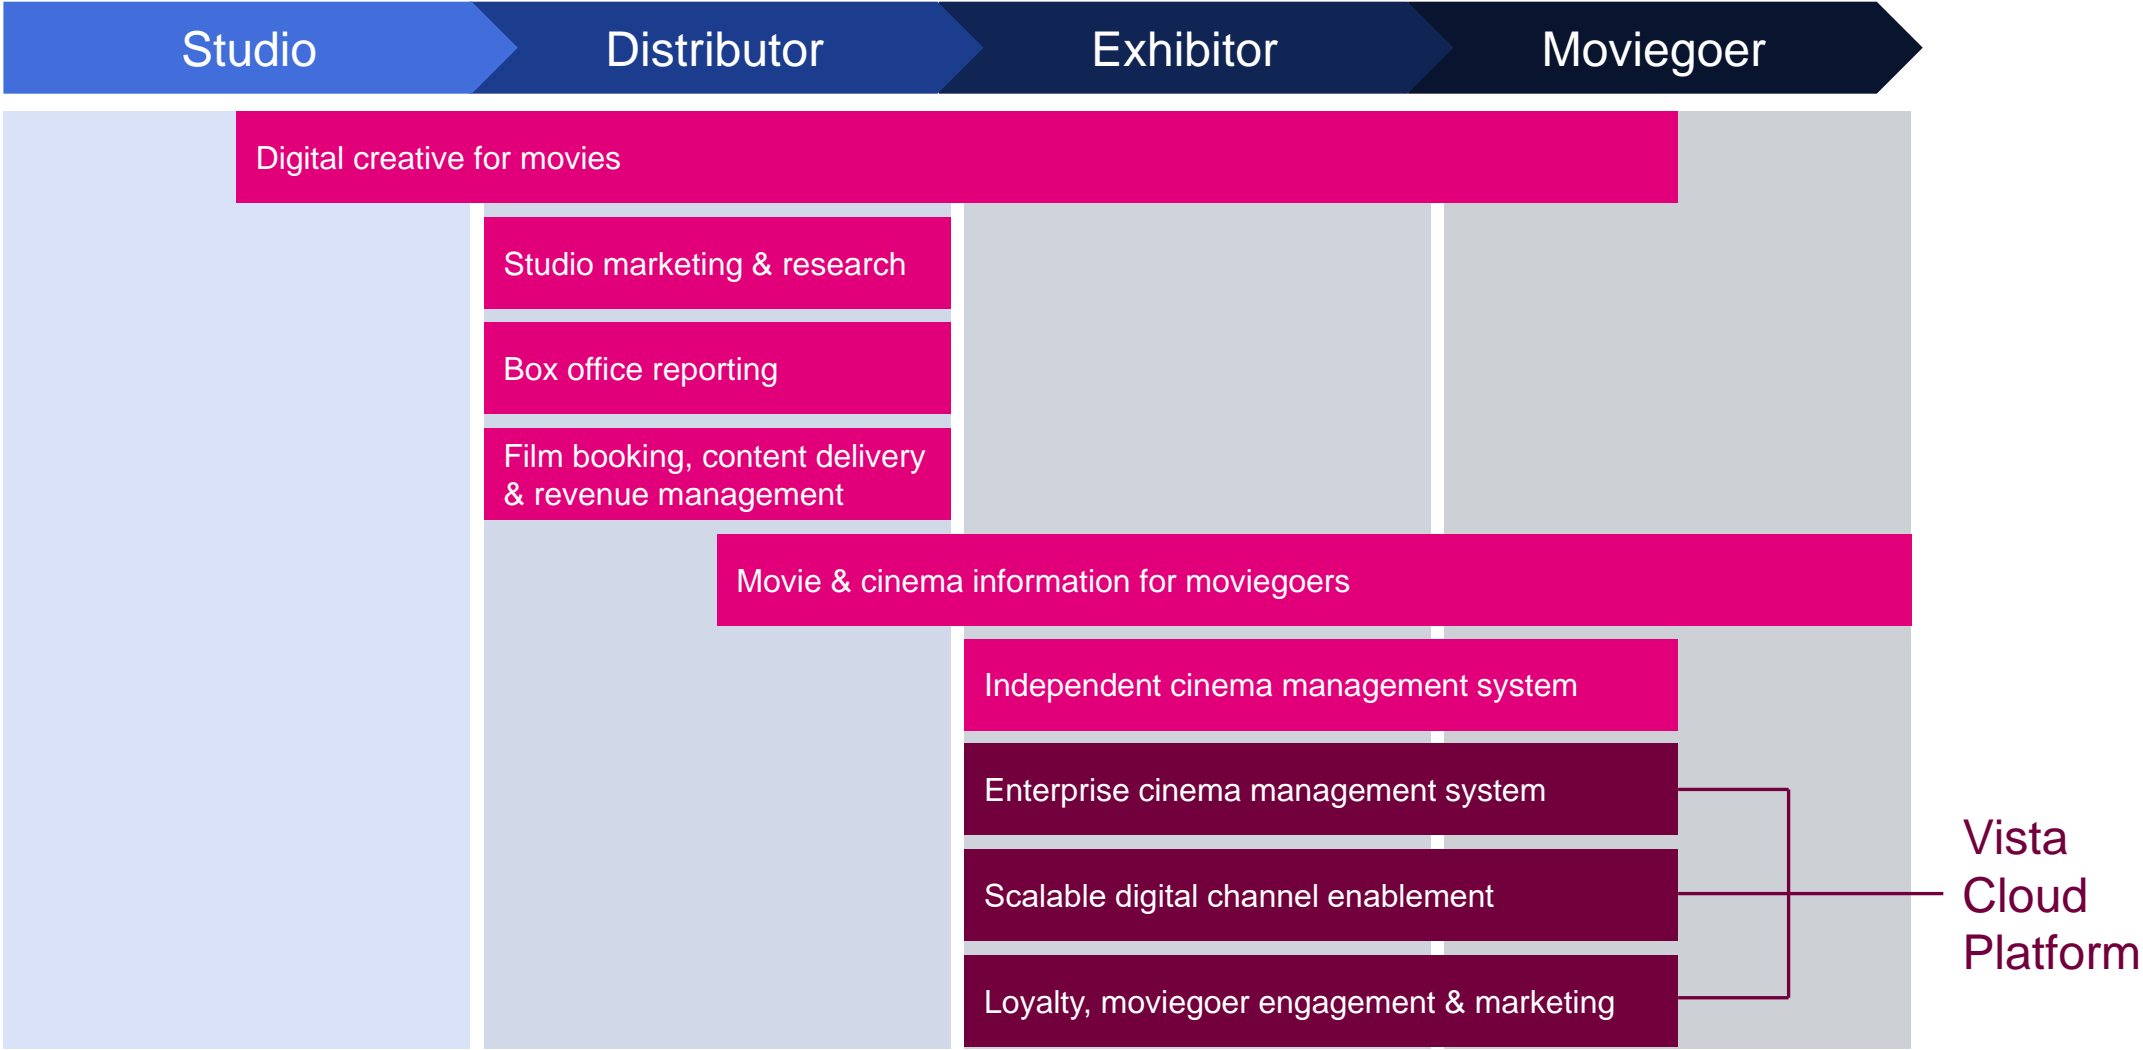 Studio
Distributor
Exhibitor
Moviegoer
Digital creative for movies
Studio marketing & research
Box office reporting
Film booking, content delivery
& revenue management
Movie & cinema information for moviegoers
Independent cinema management system
Enterprise cinema management system
Scalable digital channel enablement
Loyalty, moviegoer engagement & marketing
Vista
Cloud
Platform